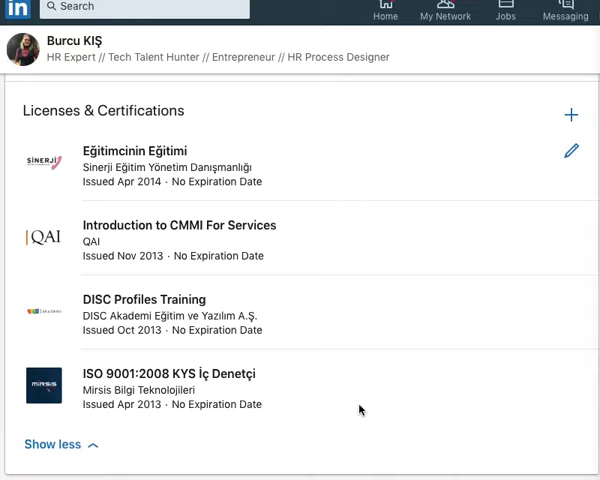 in
Search
Home
My Network
Jobs
Messaging
Burcu KIŞ
HR Expert // Tech Talent Hunter // Entrepreneur // HR Process Designer
Licenses & Certifications
SİNERJİ
Eğitimcinin Eğitimi
Sinerji Eğitim Yönetim Danışmanlığı
Issued Apr 2014 · No Expiration Date
QAI
Introduction to CMMI For Services
QAI
Issued Nov 2013 · No Expiration Date
DISC Profiles Training
DISC Akademi Eğitim ve Yazılım A.Ş.
Issued Oct 2013 · No Expiration Date
MİRSİS
ISO 9001:2008 KYS İç Denetçi
Mirsis Bilgi Teknolojileri
Issued Apr 2013 · No Expiration Date
Show less